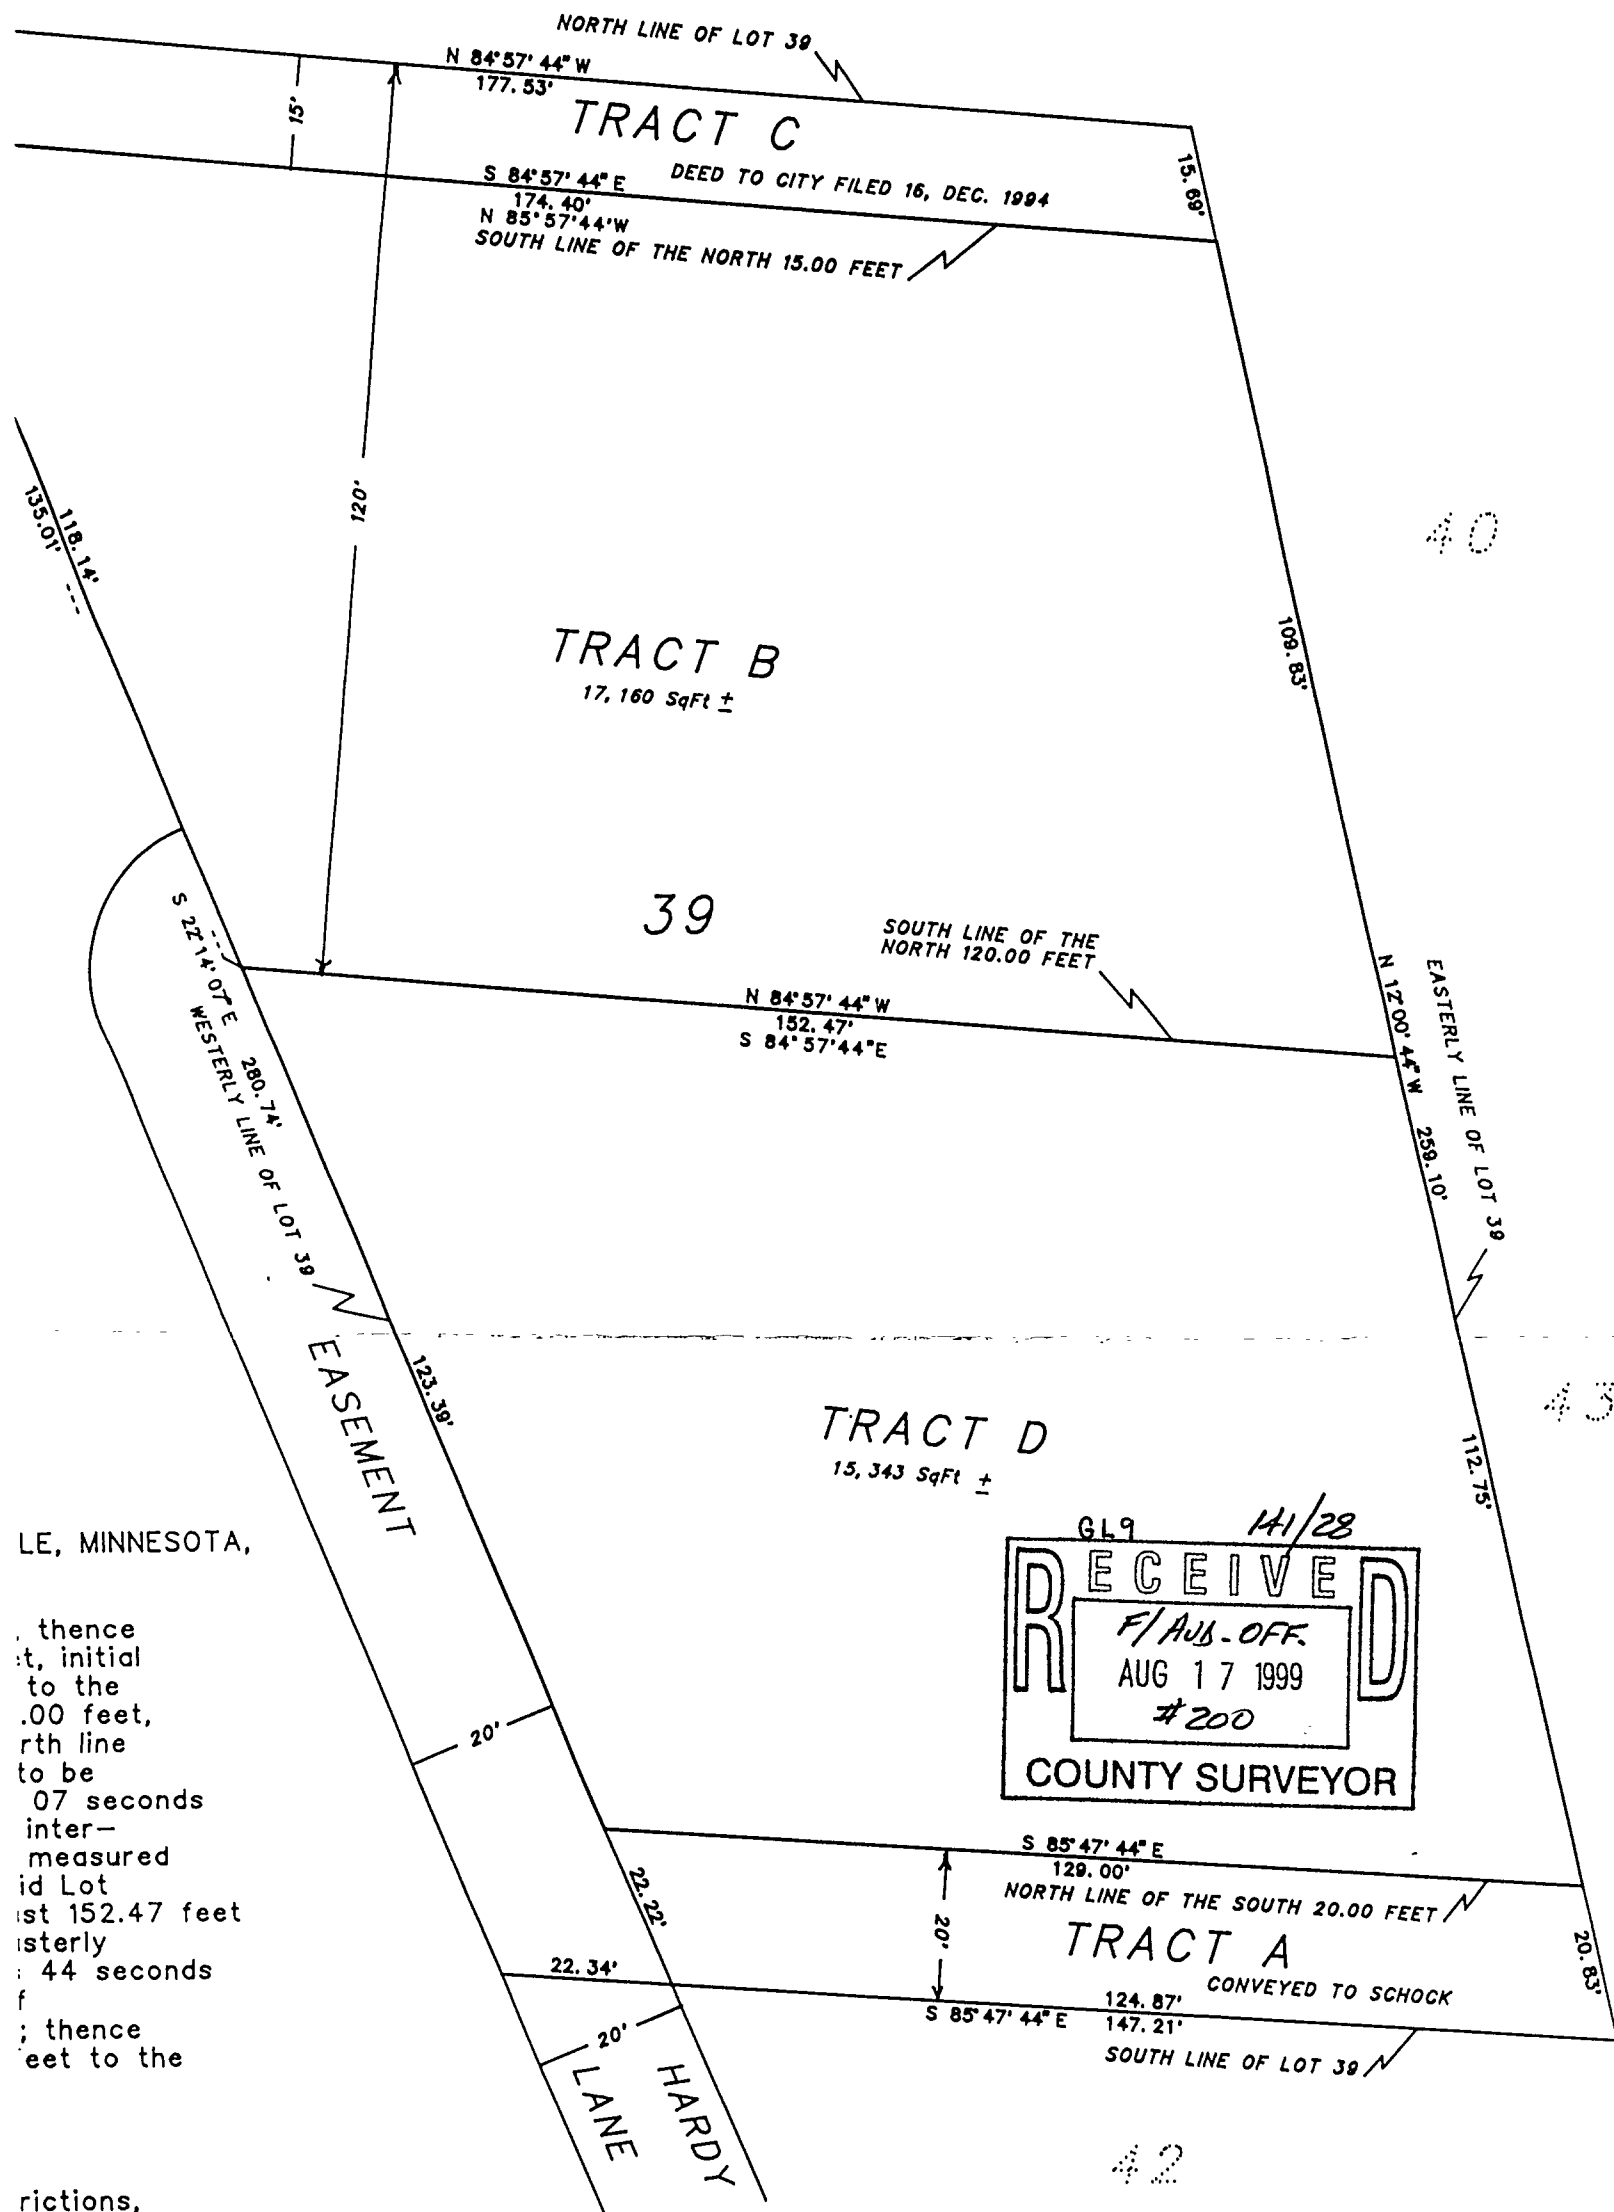 NORTH LINE OF LOT 39
N 84°57'44" W
177.53'
TRACT C
15'
15.69'
DEED TO CITY FILED 16, DEC. 1994
S 84°57'44" E
174.40'
N 85°57'44'W
SOUTH LINE OF THE NORTH 15.00 FEET
118.14'
135.01'
120'
40
TRACT B
17,160 SqFt ±
109.83'
39
SOUTH LINE OF THE
NORTH 120.00 FEET
S 22°14'07" E 280.74'
WESTERLY LINE OF LOT 39
N 84°57'44" W
152.47'
S 84°57'44"E
N 12°00'44" W 259.10'
EASTERLY LINE OF LOT 39
EASEMENT
123.39'
TRACT D
15,343 SqFt ±
43
112.75'
GL9 141/28
RECEIVED
F/AUD-OFF.
AUG 17 1999
#200
COUNTY SURVEYOR
LE, MINNESOTA,
, thence
t, initial
to the
.00 feet,
rth line
to be
07 seconds
inter-
measured
id Lot
st 152.47 feet
sterly
44 seconds
f
; thence
eet to the
rictions,
20'
S 85°47'44" E
129.00'
NORTH LINE OF THE SOUTH 20.00 FEET
22.22'
20'
TRACT A
20.83'
22.34'
CONVEYED TO SCHOCK
124.87'
S 85°47'44" E 147.21'
SOUTH LINE OF LOT 39
20'
HARDY
LANE
42